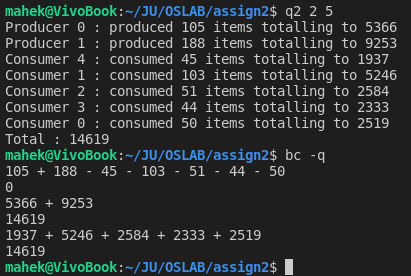 mahek@VivoBook:~/JU/OSLAB/assign2$ q2 2 5
Producer 0 : produced 105 items totalling to 5366
Producer 1 : produced 188 items totalling to 9253
Consumer 4 : consumed 45 items totalling to 1937
Consumer 1 : consumed 103 items totalling to 5246
Consumer 2 : consumed 51 items totalling to 2584
Consumer 3 : consumed 44 items totalling to 2333
Consumer 0 : consumed 50 items totalling to 2519
Total : 14619
mahek@VivoBook:~/JU/OSLAB/assign2$ bc -q
105 + 188 - 45 - 103 - 51 - 44 - 50
0
5366 + 9253
14619
1937 + 5246 + 2584 + 2333 + 2519
14619
mahek@VivoBook:~/JU/OSLAB/assign2$